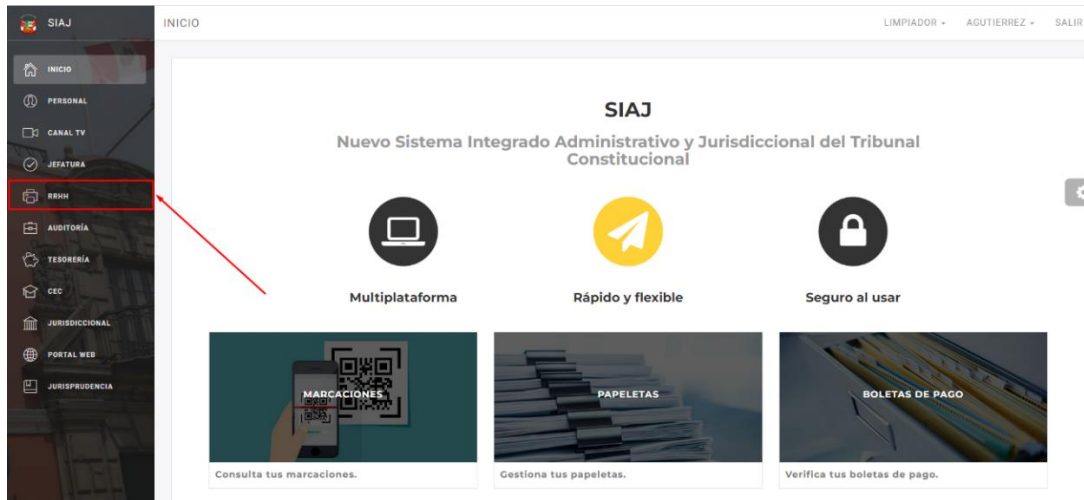 SIAJ
INICIO
LIMPIADOR
AGUTIERREZ
SALIR
INICIO
PERSONAL
CANAL TV
JEFATURA
RRHH
AUDITORÍA
TESORERÍA
CEC
JURISDICCIONAL
PORTAL WEB
JURISPRUDENCIA
SIAJ
Nuevo Sistema Integrado Administrativo y Jurisdiccional del Tribunal
Constitucional
Multiplataforma
Rápido y flexible
Seguro al usar
MARCACIONES
PAPELETAS
BOLETAS DE PAGO
Consulta tus marcaciones.
Gestiona tus papeletas.
Verifica tus boletas de pago.